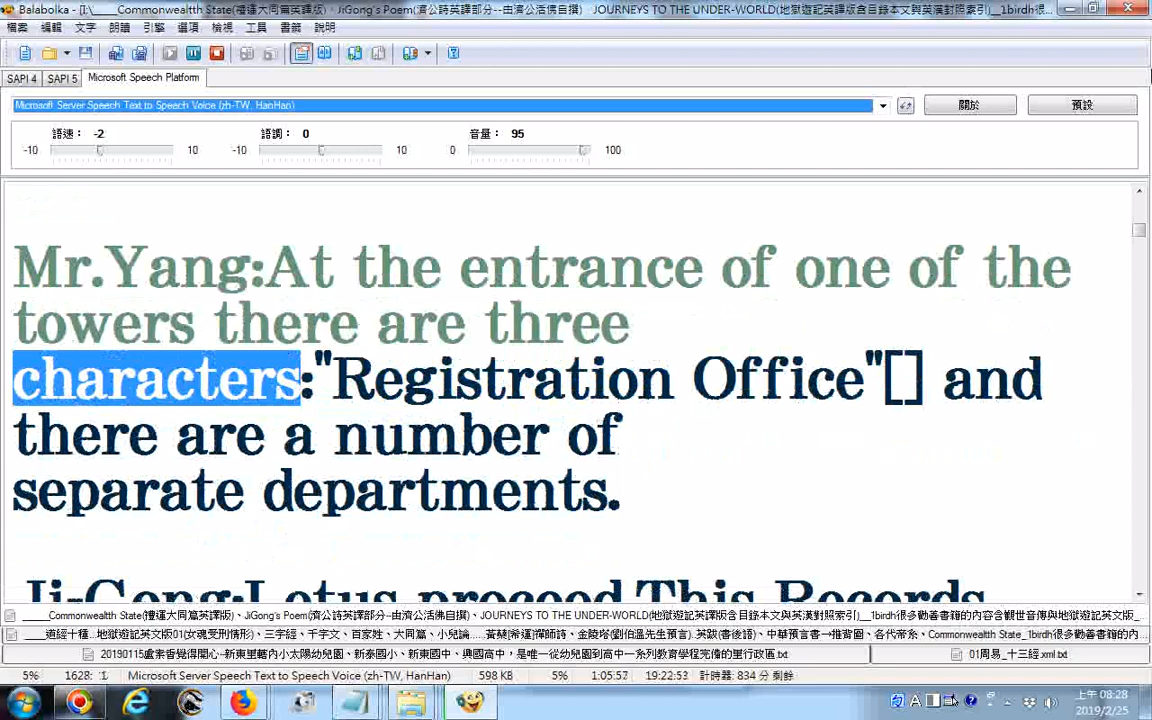 Balabolka - [I:\_____Commonwealth State(禮運大同篇英譯版)、JiGong's Poem(濟公詩英譯部分--由濟公活佛自撰) 、JOURNEYS TO THE UNDER-WORLD(地獄遊記英譯版含目錄本文與英漢對照索引)__1birdh很...
檔案 編輯 文字 朗讀 引擎 選項 檢視 工具 書籤 說明
SAPI 4 SAPI 5 Microsoft Speech Platform
Microsoft Server Speech Text to Speech Voice (zh-TW, HanHan) 關於 預設
語速： -2 語調： 0 音量： 95
-10 10 -10 10 0 100
Mr.Yang:At the entrance of one of the
towers there are three
characters:"Registration Office"[] and
there are a number of
separate departments.
Ji-Gong:Letus proceed.This Records
_____Commonwealth State(禮運大同篇英譯版)、JiGong's Poem(濟公詩英譯部分--由濟公活佛自撰) 、JOURNEYS TO THE UNDER-WORLD(地獄遊記英譯版含目錄本文與英漢對照索引)__1birdh很多勸善書籍的內容含觀世音傳與地獄遊記英文版_
20190115盧素香覺得開心--新東里轄內小太陽幼兒園、新泰國小、新東國中、興國高中，是唯一從幼兒園到高中一系列教育學程完備的里行政區.txt 01周易_十三經.xml.txt
5% 1628: Microsoft Server Speech Text to Speech Voice (zh-TW, HanHan) 598 KB 5% 1:05:57 19:22:53 計時器： 834 分 剩餘
上午 08:28
2019/2/25